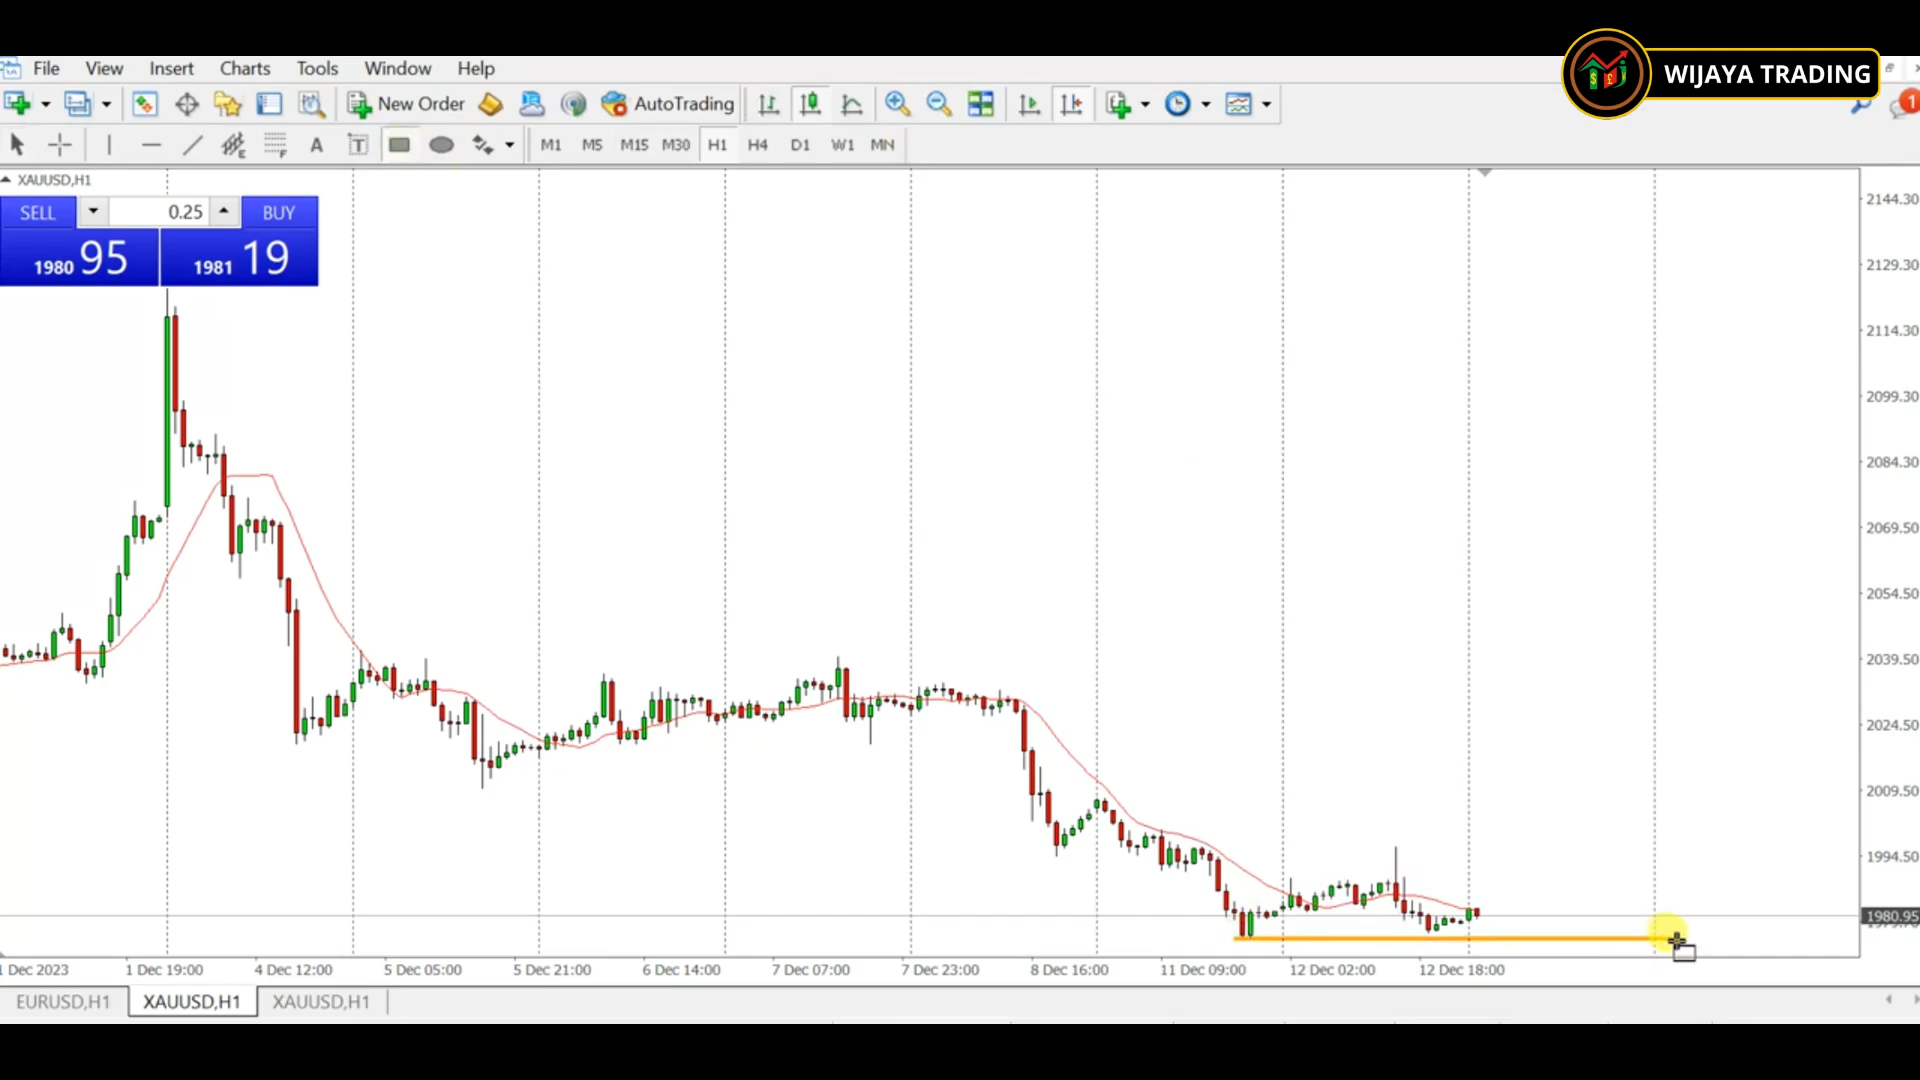 WIJAYA TRADING
File View Insert Charts Tools Window Help
New Order AutoTrading 1
A T M1 M5 M15 M30 H1 H4 D1 W1 MN
XAUUSD,H1
SELL 0.25 BUY
1980 95 1981 19
2144.30
2129.30
2114.30
2099.30
2084.30
2069.50
2054.50
2039.50
2024.50
2009.50
1994.50
1980.95
1 Dec 2023 1 Dec 19:00 4 Dec 12:00 5 Dec 05:00 5 Dec 21:00 6 Dec 14:00 7 Dec 07:00 7 Dec 23:00 8 Dec 16:00 11 Dec 09:00 12 Dec 02:00 12 Dec 18:00
EURUSD,H1 XAUUSD,H1 XAUUSD,H1